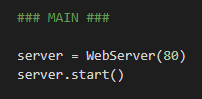 ### MAIN ###
server = WebServer(80)
server.start()